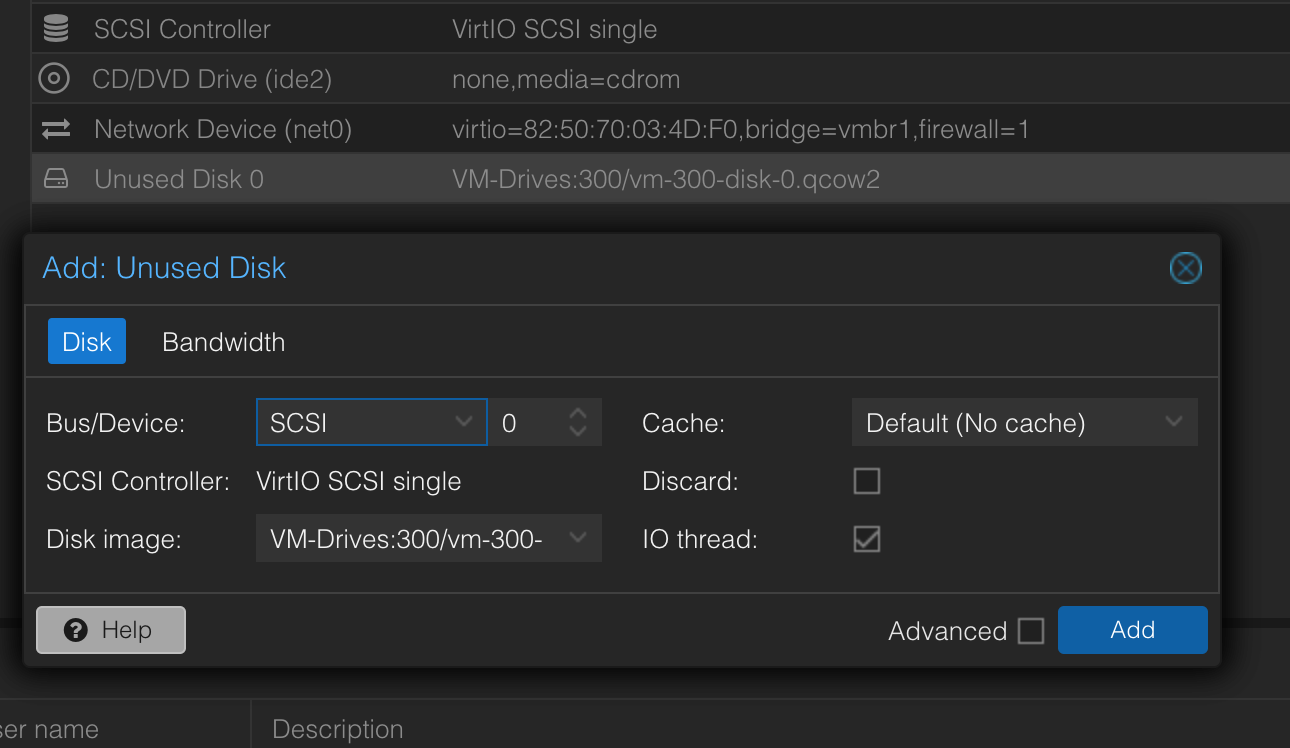 SCSI Controller VirtIO SCSI single
CD/DVD Drive (ide2) none,media=cdrom
Network Device (net0) virtio=82:50:70:03:4D:F0,bridge=vmbr1,firewall=1
Unused Disk 0 VM-Drives:300/vm-300-disk-0.qcow2
Add: Unused Disk
Disk Bandwidth
Bus/Device: SCSI 0 Cache: Default (No cache)
SCSI Controller: VirtIO SCSI single Discard:
Disk image: VM-Drives:300/vm-300- IO thread:
? Help Advanced Add
ser name Description